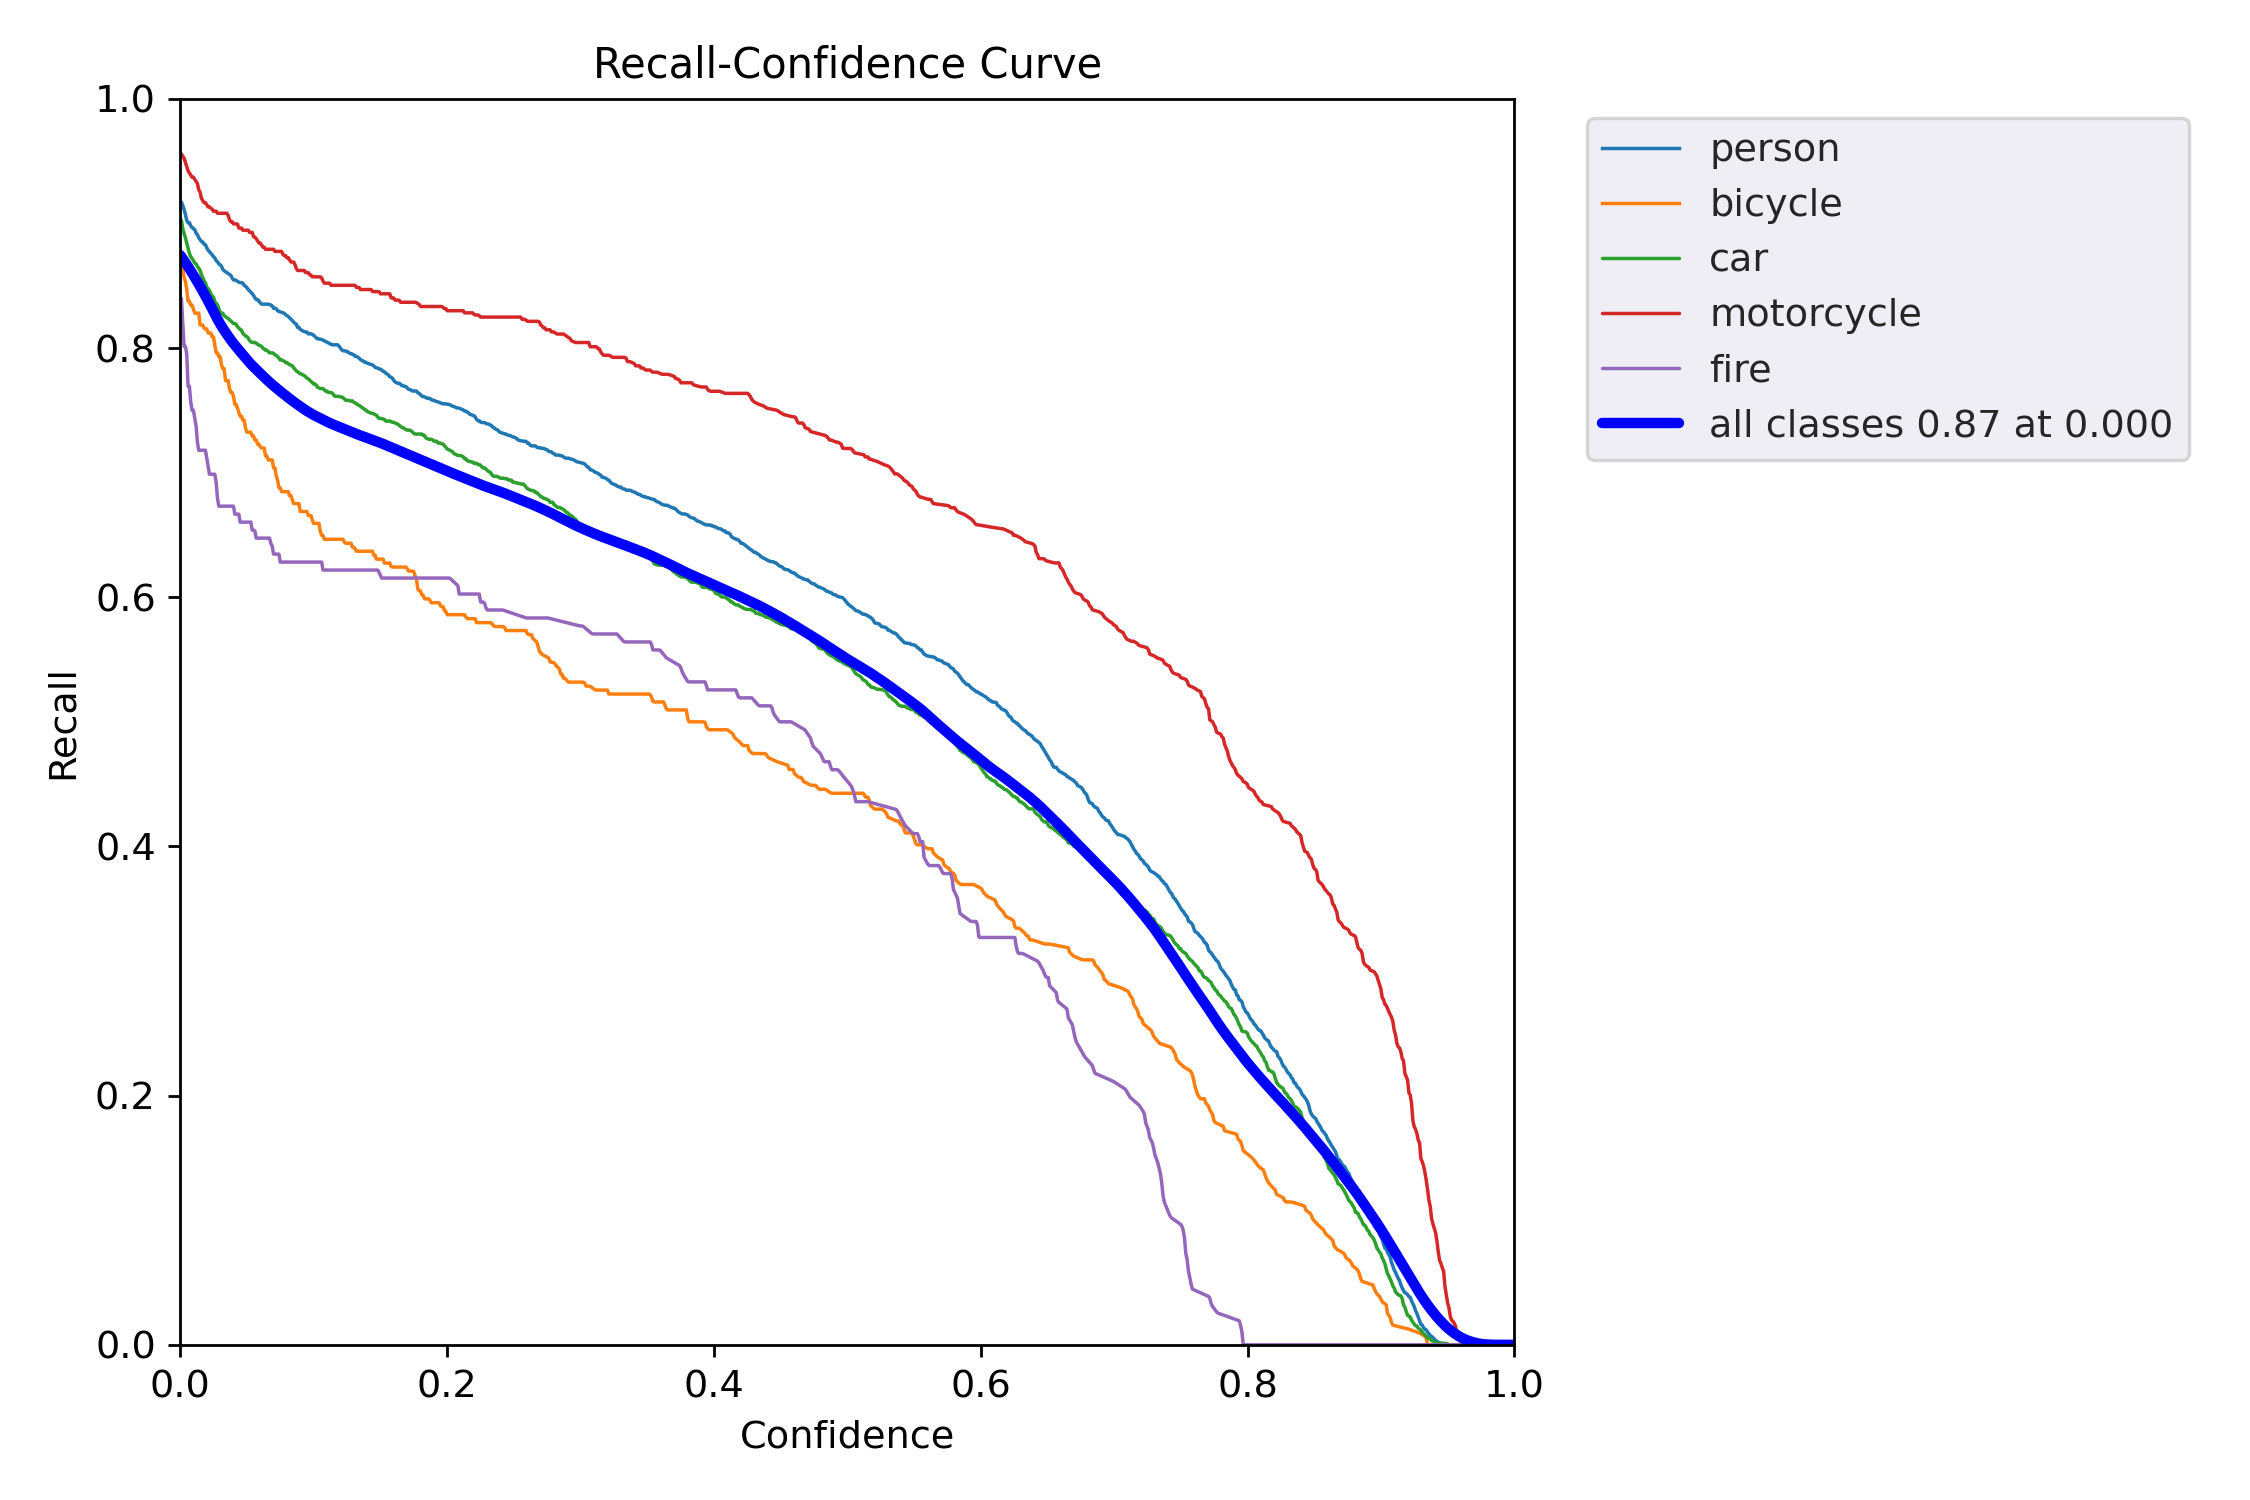 Recall-Confidence Curve
1.0
0.8
0.6
0.4
0.2
0.0
Recall
0.0 0.2 0.4 0.6 0.8 1.0
Confidence
person
bicycle
car
motorcycle
fire
all classes 0.87 at 0.000